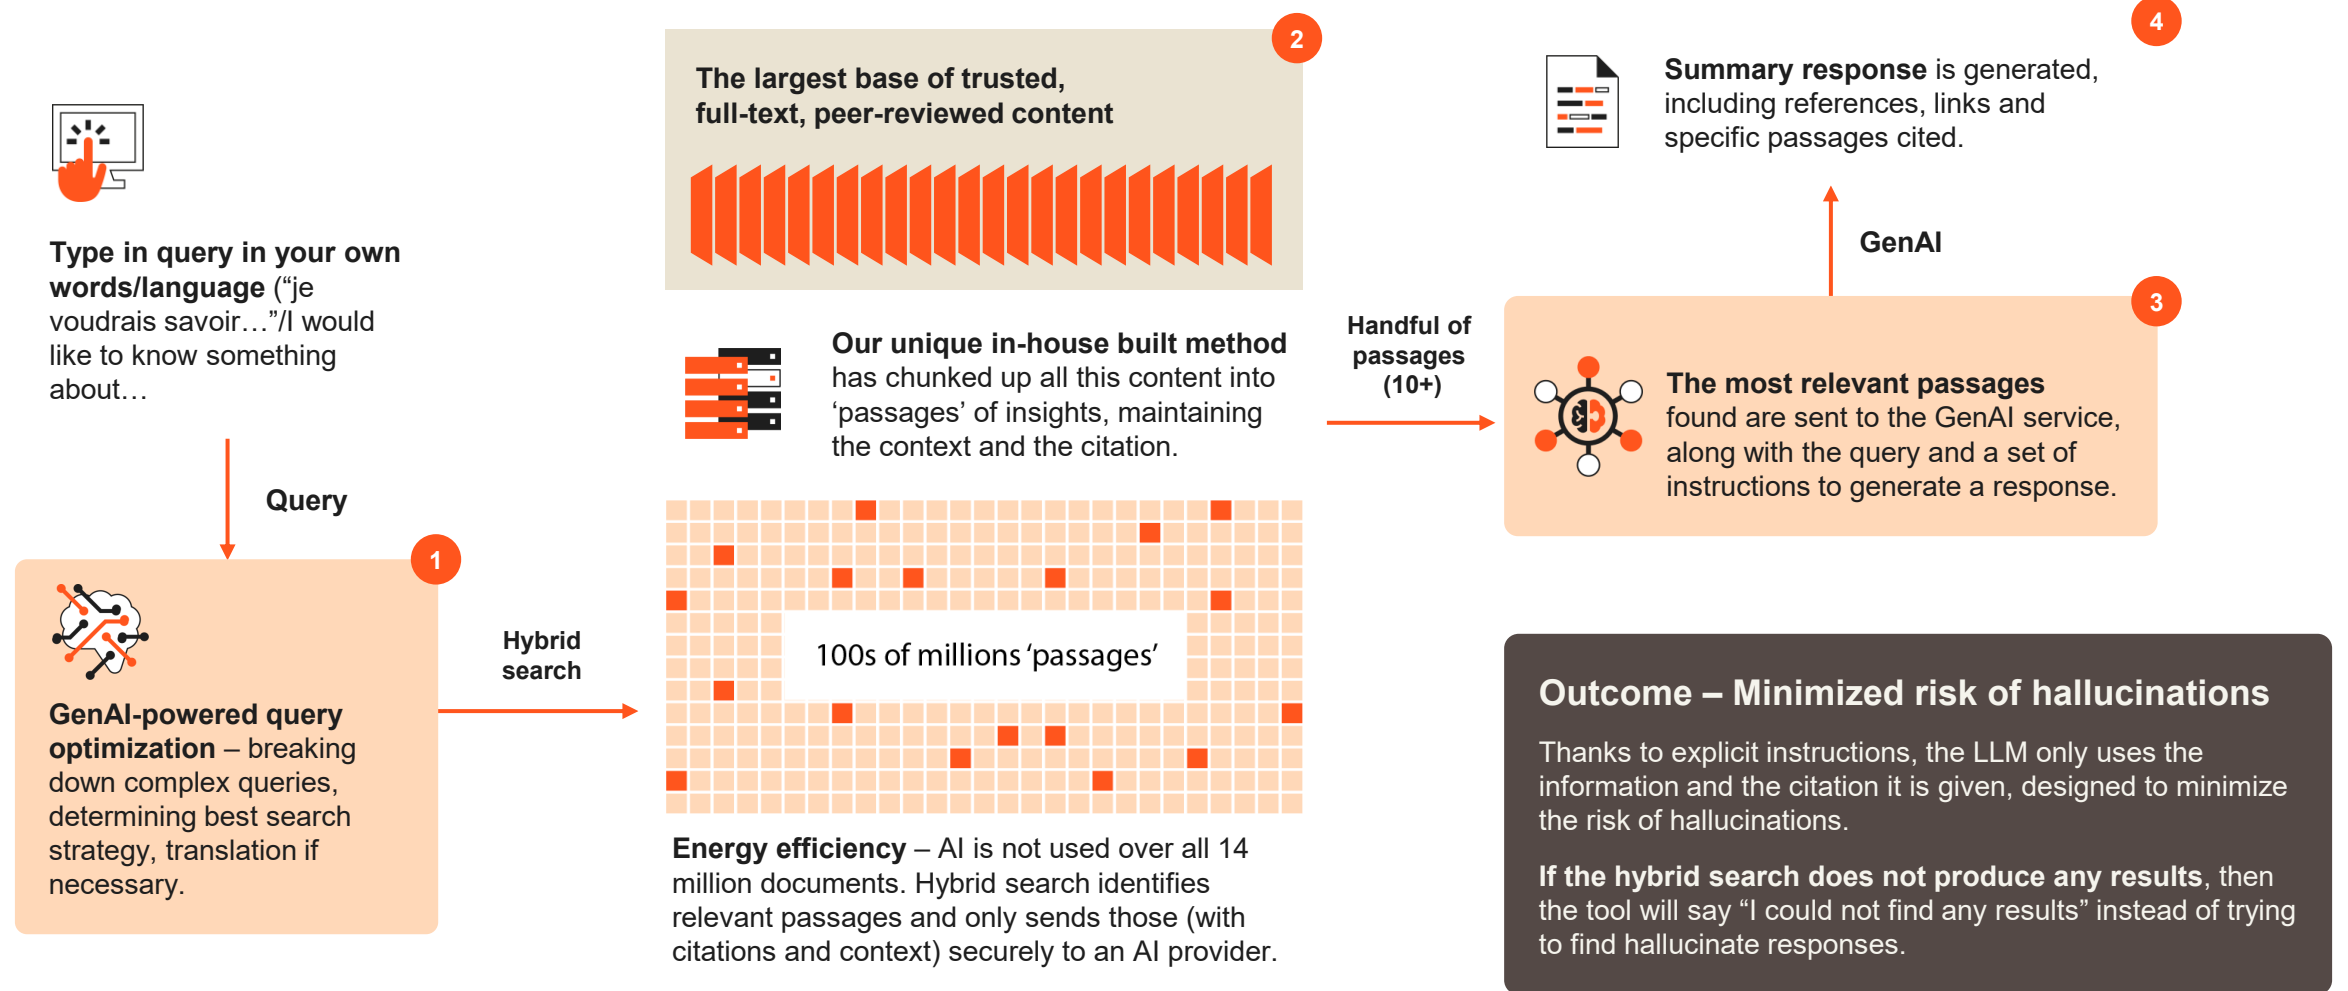 Type in query in your own
words/language (“je
voudrais savoir…”/I would
like to know something
about…
Query
1
GenAI-powered query
optimization – breaking
down complex queries,
determining best search
strategy, translation if
necessary.
Hybrid
search
2
The largest base of trusted,
full-text, peer-reviewed content
Our unique in-house built method
has chunked up all this content into
‘passages’ of insights, maintaining
the context and the citation.
100s of millions ‘passages’
Energy efficiency – AI is not used over all 14
million documents. Hybrid search identifies
relevant passages and only sends those (with
citations and context) securely to an AI provider.
Handful of
passages
(10+)
3
The most relevant passages
found are sent to the GenAI service,
along with the query and a set of
instructions to generate a response.
GenAI
4
Summary response is generated,
including references, links and
specific passages cited.
Outcome – Minimized risk of hallucinations
Thanks to explicit instructions, the LLM only uses the
information and the citation it is given, designed to minimize
the risk of hallucinations.
If the hybrid search does not produce any results, then
the tool will say “I could not find any results” instead of trying
to find hallucinate responses.